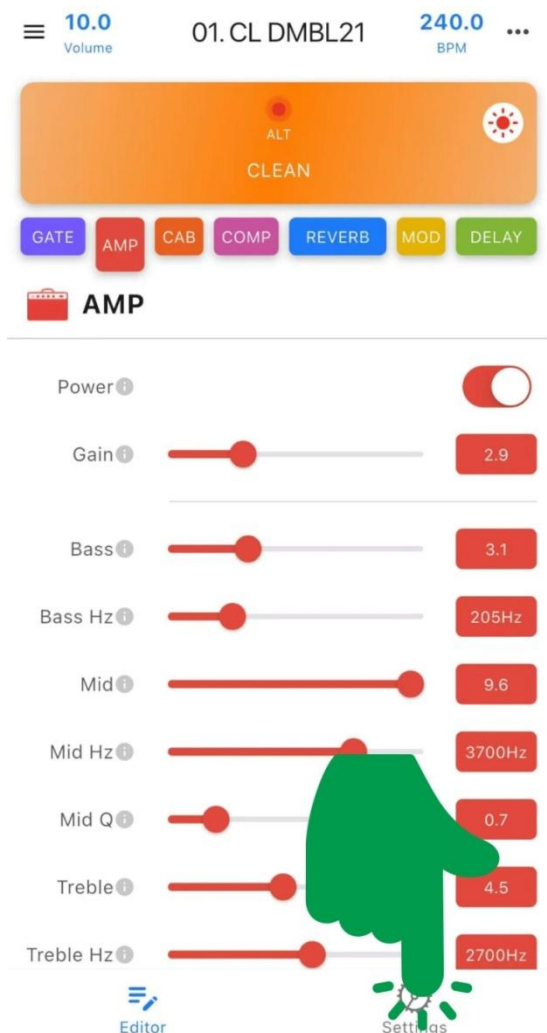 10.0
Volume
01. CL DMBL21
240.0
BPM
ALT
CLEAN
GATE
AMP
CAB
COMP
REVERB
MOD
DELAY
AMP
Power
Gain 2.9
Bass 3.1
Bass Hz 205Hz
Mid 9.6
Mid Hz 3700Hz
Mid Q 0.7
Treble 4.5
Treble Hz 2700Hz
Editor
Settings